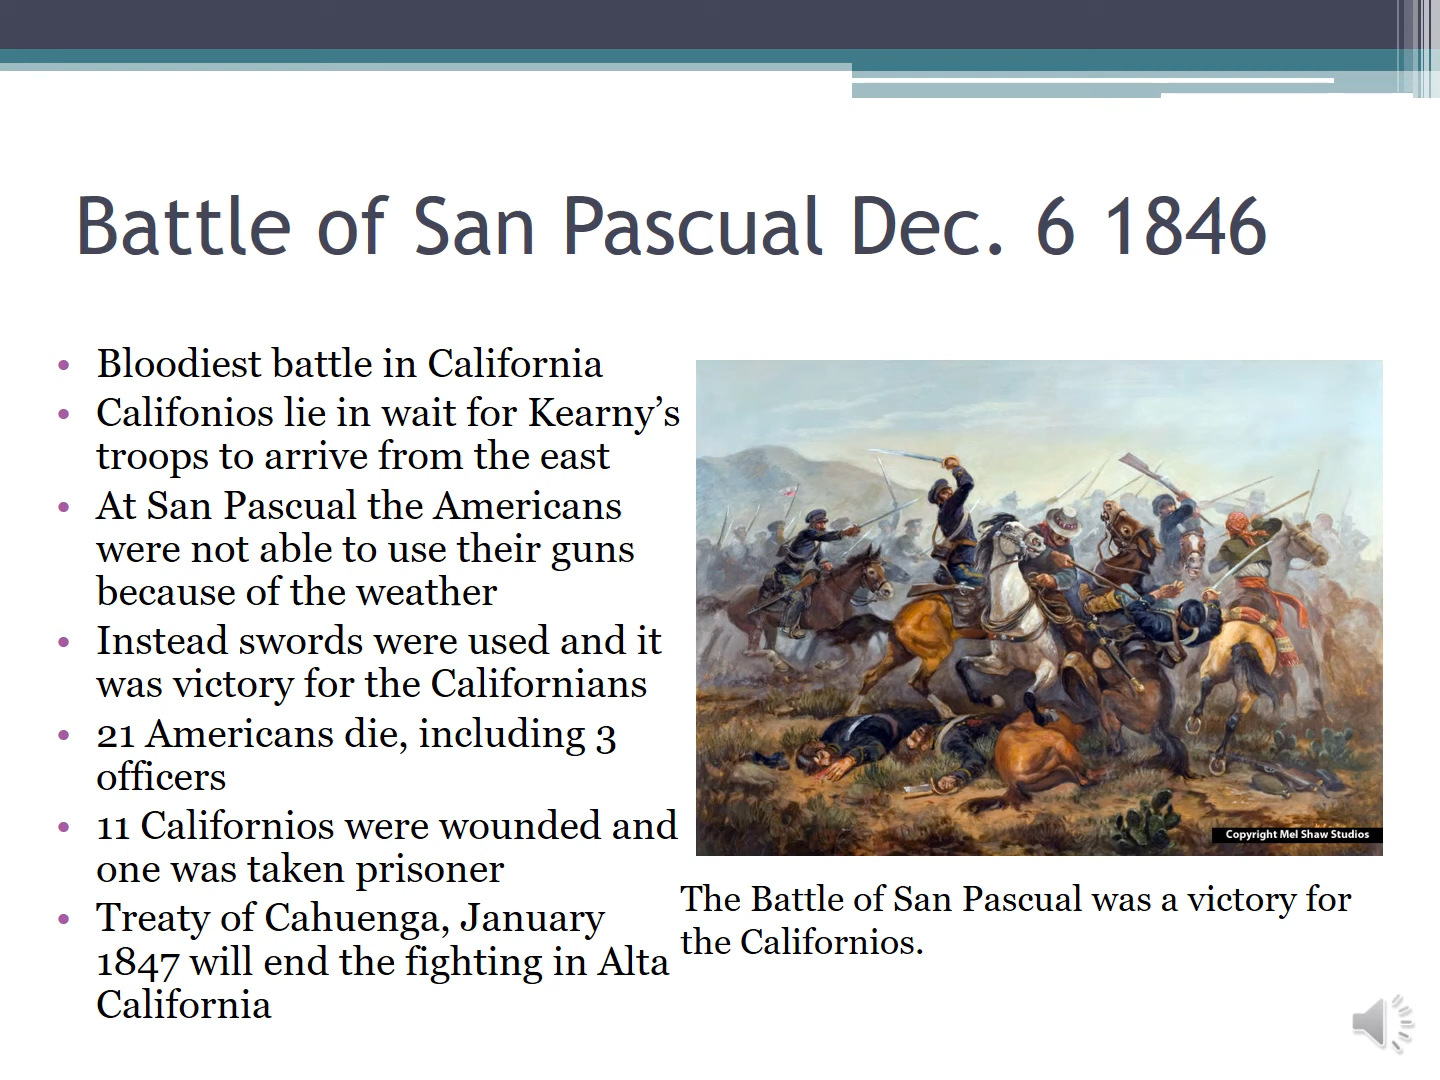 Battle of San Pascual Dec. 6 1846
• Bloodiest battle in California
• Califonios lie in wait for Kearny’s
troops to arrive from the east
• At San Pascual the Americans
were not able to use their guns
because of the weather
• Instead swords were used and it
was victory for the Californians
• 21 Americans die, including 3
officers
• 11 Californios were wounded and
one was taken prisoner
• Treaty of Cahuenga, January
1847 will end the fighting in Alta
California
Copyright Mel Shaw Studios
The Battle of San Pascual was a victory for
the Californios.